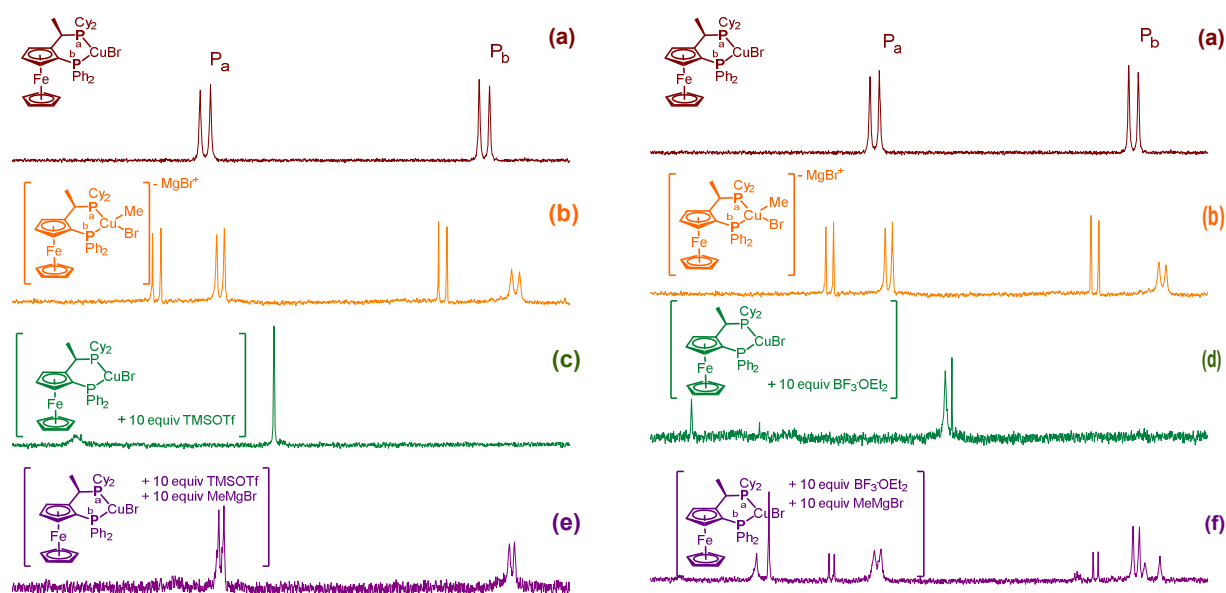 Cy₂
P
a
CuBr
b
P
Ph₂
Fe
(a)
Pₐ
P_b
- MgBr⁺
Cy₂
P
a
Me
Cu
b
Br
P
Ph₂
Fe
(b)
Cy₂
P
CuBr
P
Ph₂
Fe
+ 10 equiv TMSOTf
(c)
Cy₂
+ 10 equiv TMSOTf
P
+ 10 equiv MeMgBr
a
CuBr
b
P
Ph₂
Fe
(e)
Cy₂
P
a
CuBr
b
P
Ph₂
Fe
(a)
Pₐ
P_b
- MgBr⁺
Cy₂
P
a
Me
Cu
b
Br
P
Ph₂
Fe
(b)
Cy₂
P
CuBr
P
Ph₂
Fe
+ 10 equiv BF₃·OEt₂
(d)
Cy₂
+ 10 equiv BF₃·OEt₂
P
+ 10 equiv MeMgBr
a
CuBr
b
P
Ph₂
Fe
(f)